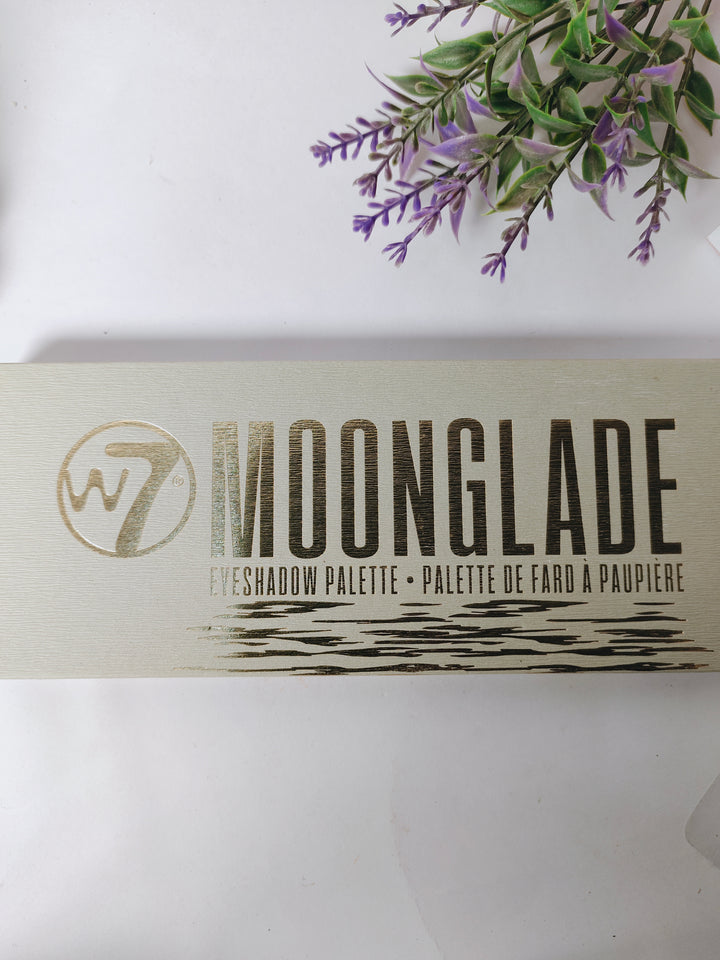 W7®
MOONGLADE
EYESHADOW PALETTE • PALETTE DE FARD À PAUPIÈRE